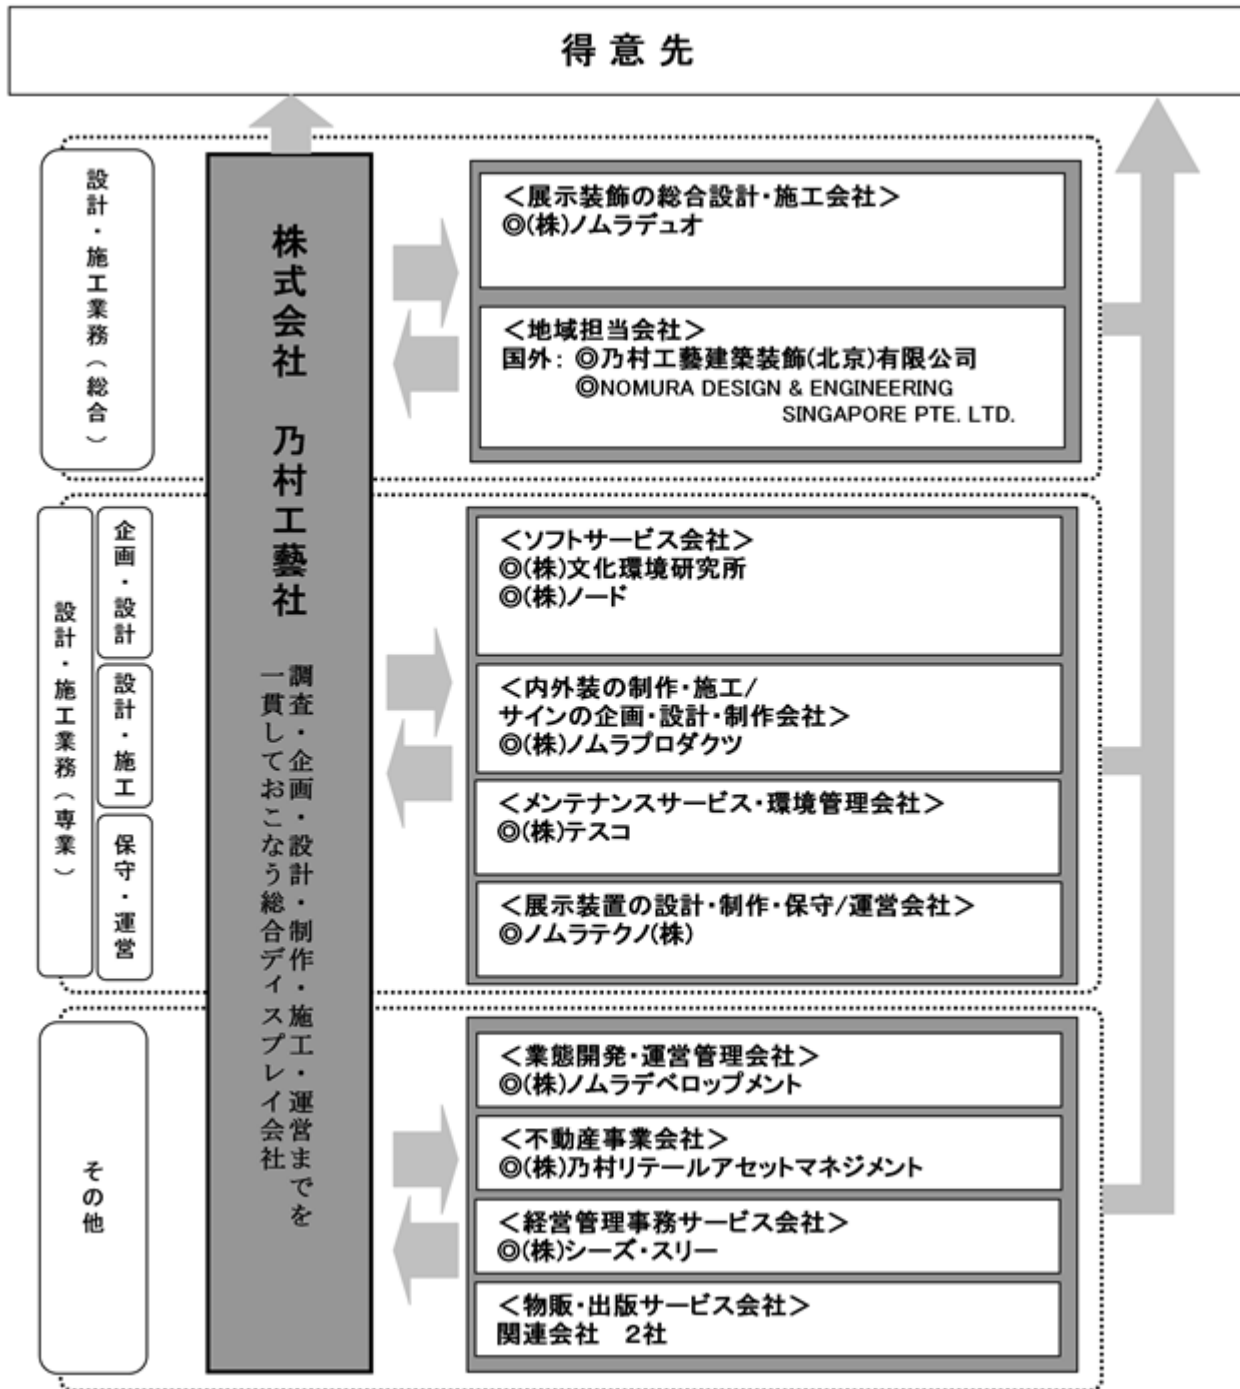 得意先
設計・施工業務（総合）
株式会社 乃村工藝社
調査・企画・設計・制作・施工・運営までを
一貫しておこなう総合ディスプレイ会社
＜展示装飾の総合設計・施工会社＞
◎(株)ノムラデュオ
＜地域担当会社＞
国外： ◎乃村工藝建築装飾(北京)有限公司
◎NOMURA DESIGN & ENGINEERING
SINGAPORE PTE. LTD.
設計・施工業務（専業）
企画・設計
設計・施工
保守・運営
＜ソフトサービス会社＞
◎(株)文化環境研究所
◎(株)ノード
＜内外装の制作・施工/
サインの企画・設計・制作会社＞
◎(株)ノムラプロダクツ
＜メンテナンスサービス・環境管理会社＞
◎(株)テスコ
＜展示装置の設計・制作・保守/運営会社＞
◎ノムラテクノ(株)
その他
＜業態開発・運営管理会社＞
◎(株)ノムラデベロップメント
＜不動産事業会社＞
◎(株)乃村リテールアセットマネジメント
＜経営管理事務サービス会社＞
◎(株)シーズ・スリー
＜物販・出版サービス会社＞
関連会社 2社